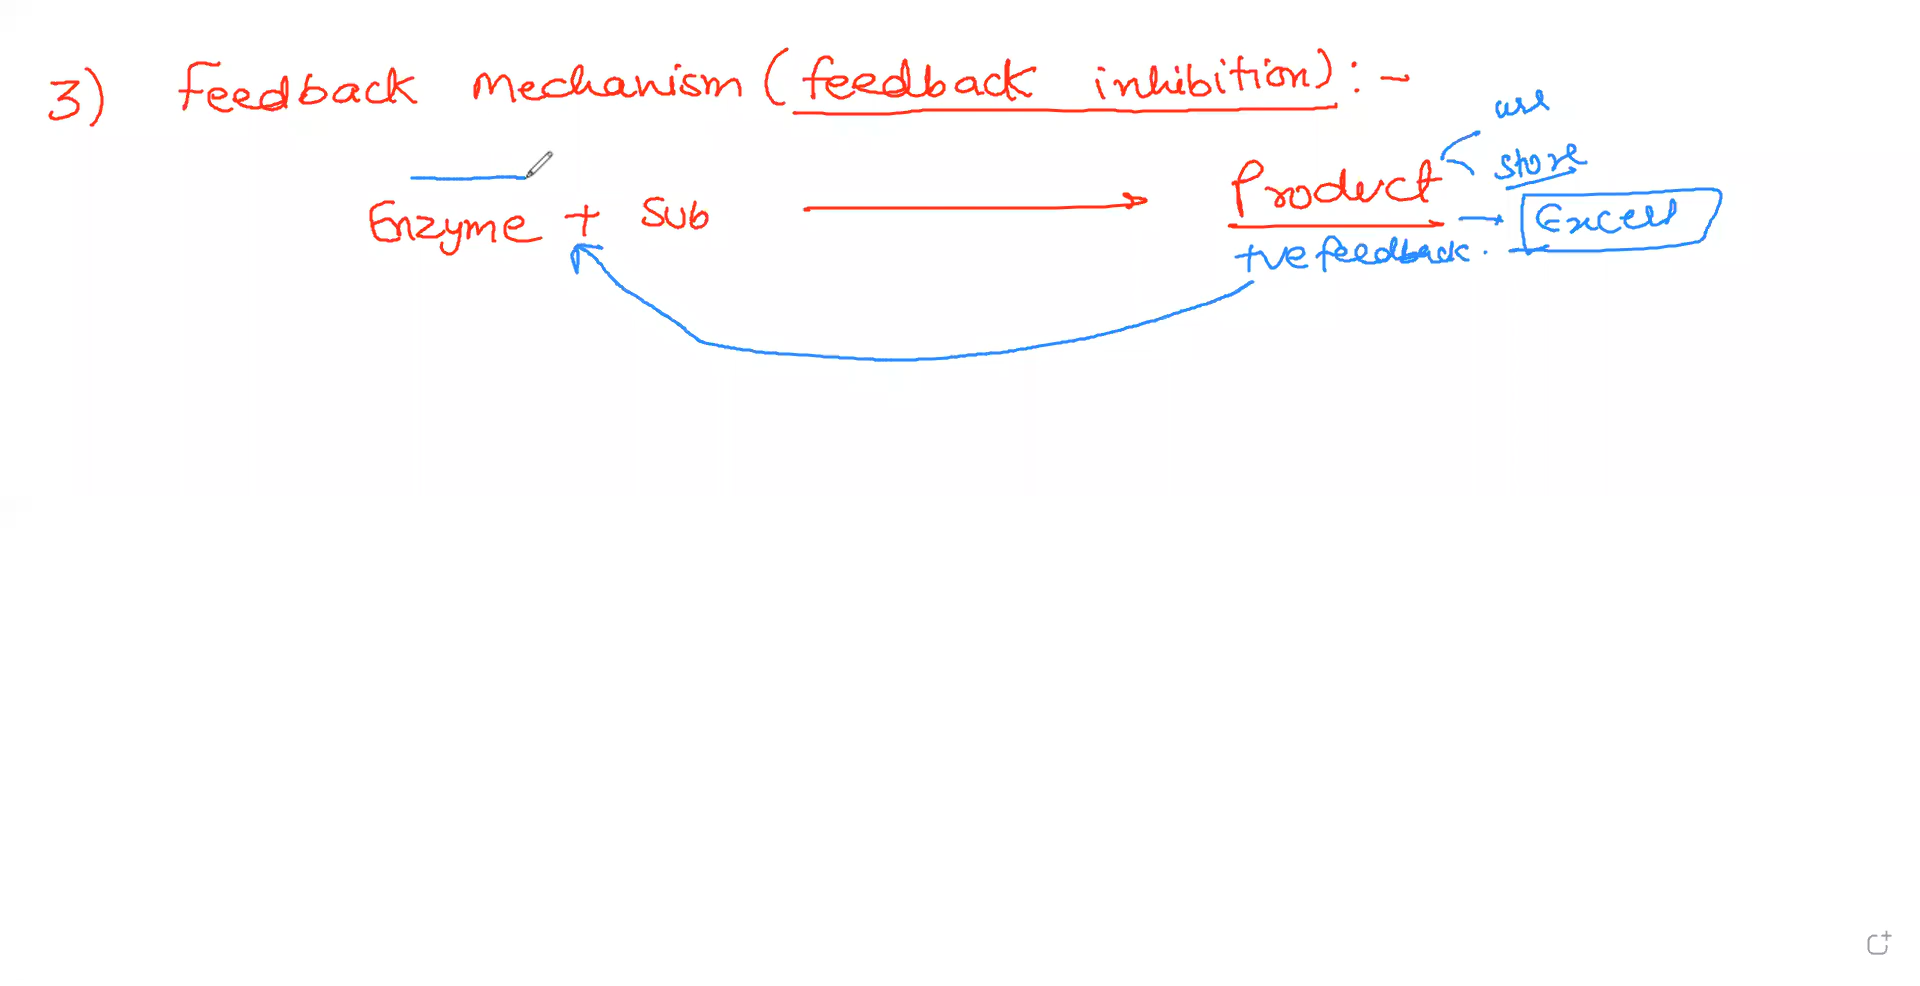 3) Feedback mechanism (feedback inhibition) : -
use
store
Enzyme + Sub → Product → Excess
+ve feedback.